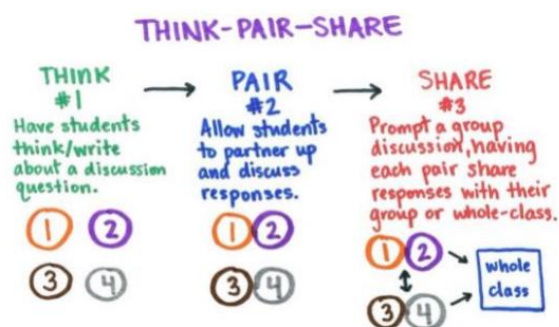 THINK-PAIR-SHARE
THINK
#1
Have students
think/write
about a discussion
question.
1 2
3 4
PAIR
#2
Allow students
to partner up
and discuss
responses.
1 2
3 4
SHARE
#3
Prompt a group
discussion, having
each pair share
responses with their
group or whole-class.
1 2
3 4
whole
class